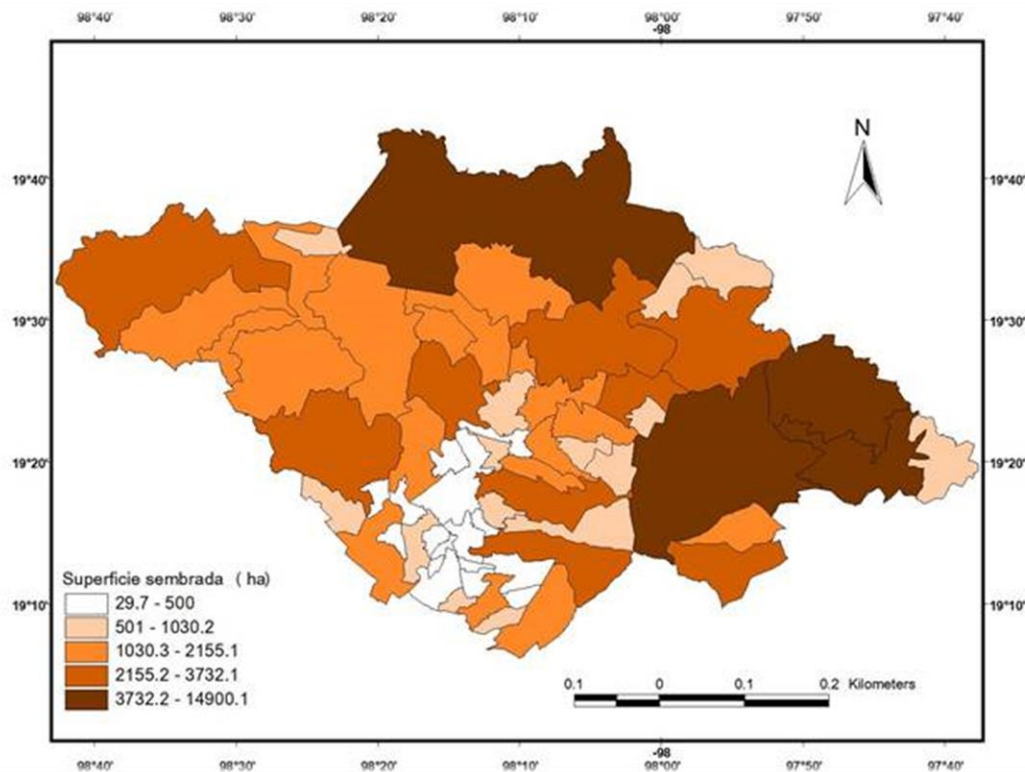 98°40' 98°30' 98°20' 98°10' 98°00' 97°50' 97°40'
-98
N
19°40' 19°40'
19°30' 19°30'
19°20' 19°20'
19°10' 19°10'
Superficie sembrada ( ha)
29.7 - 500
501 - 1030.2
1030.3 - 2155.1
2155.2 - 3732.1
3732.2 - 14900.1
0.1 0 0.1 0.2 Kilometers
-98
98°40' 98°30' 98°20' 98°10' 98°00' 97°50' 97°40'